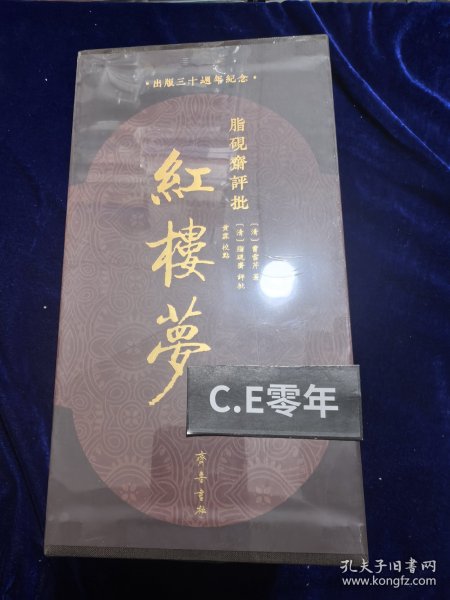 ·出版三十週年紀念·
脂硯齋評批
紅樓夢
〔清〕曹雪芹 著
〔清〕脂硯齋 評批
黃霖 校點
C.E零年
齊魯書社
孔夫子旧书网
www.kongfz.com